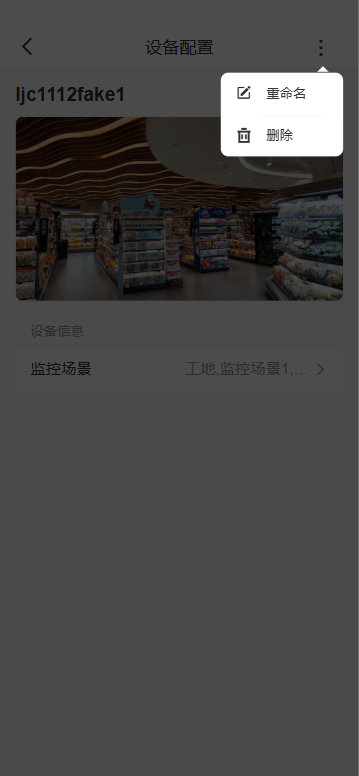 设备配置
重命名
删除
ljc1112fake1
设备信息
监控场景
工地,监控场景1,...